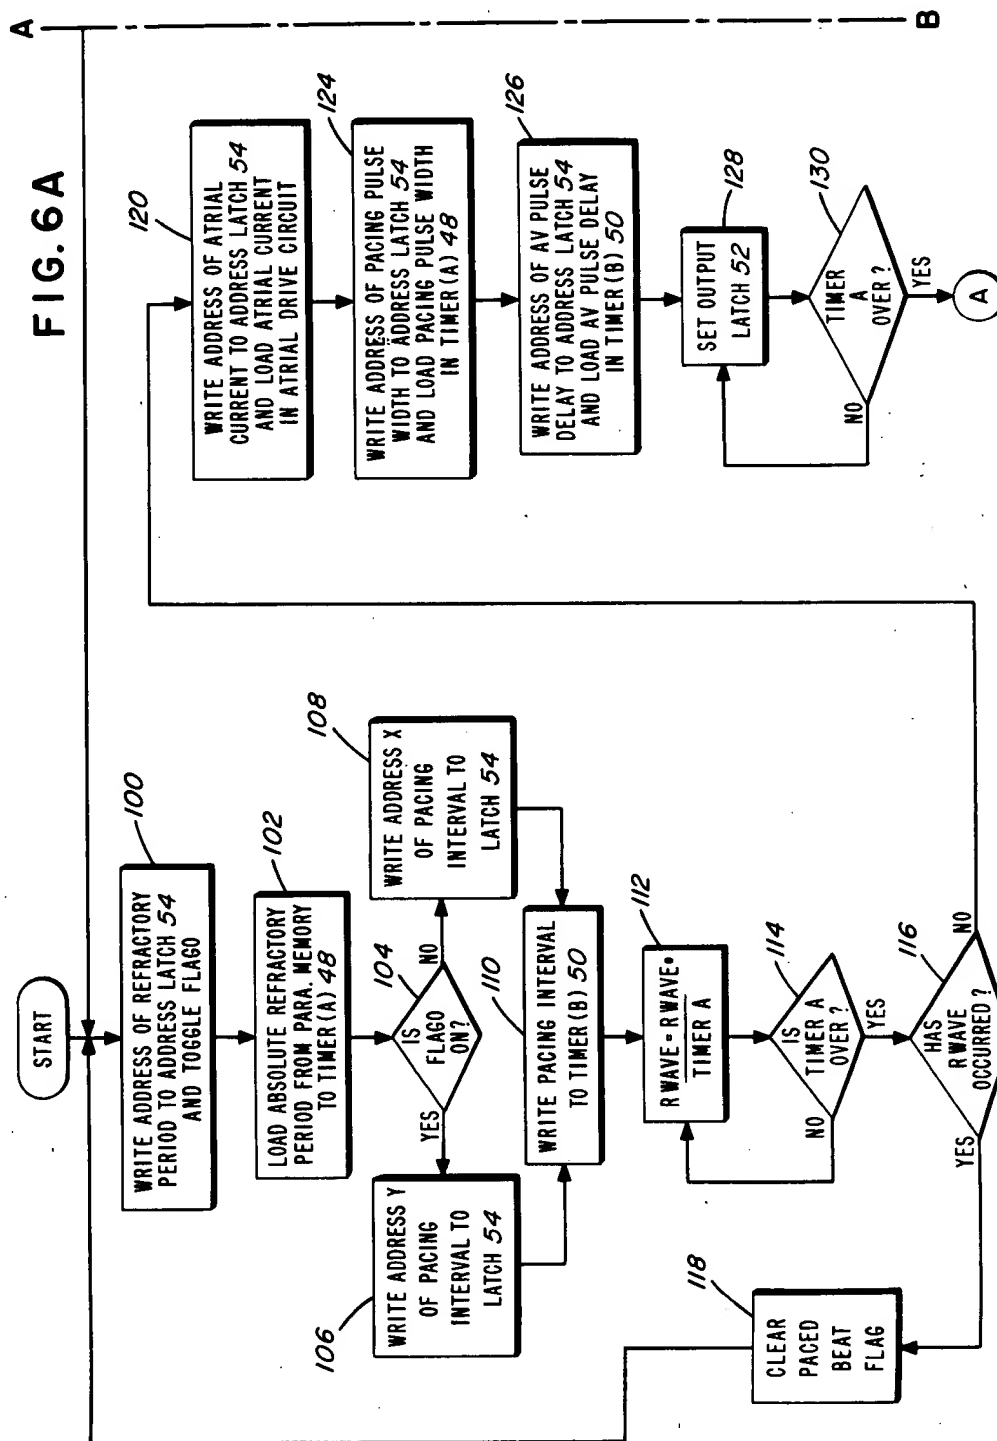 FIG. 6A
START
100
WRITE ADDRESS OF REFRACTORY
PERIOD TO ADDRESS LATCH 54
AND TOGGLE FLAGO
102
LOAD ABSOLUTE REFRACTORY
PERIOD FROM PARA. MEMORY
TO TIMER (A) 48
104
IS
FLAGO
ON?
YES
NO
106
WRITE ADDRESS Y
OF PACING
INTERVAL TO
LATCH 54
108
WRITE ADDRESS X
OF PACING
INTERVAL TO
LATCH 54
110
WRITE PACING INTERVAL
TO TIMER (B) 50
112
R WAVE = R WAVE •
TIMER A
114
IS
TIMER A
OVER?
NO
YES
116
HAS
R WAVE
OCCURRED?
YES
NO
118
CLEAR
PACED
BEAT
FLAG
120
WRITE ADDRESS OF ATRIAL
CURRENT TO ADDRESS LATCH 54
AND LOAD ATRIAL CURRENT
IN ATRIAL DRIVE CIRCUIT
124
WRITE ADDRESS OF PACING PULSE
WIDTH TO ADDRESS LATCH 54
AND LOAD PACING PULSE WIDTH
IN TIMER (A) 48
126
WRITE ADDRESS OF AV PULSE
DELAY TO ADDRESS LATCH 54
AND LOAD AV PULSE DELAY
IN TIMER (B) 50
128
SET OUTPUT
LATCH 52
130
TIMER
A
OVER?
NO
YES
A
A
B